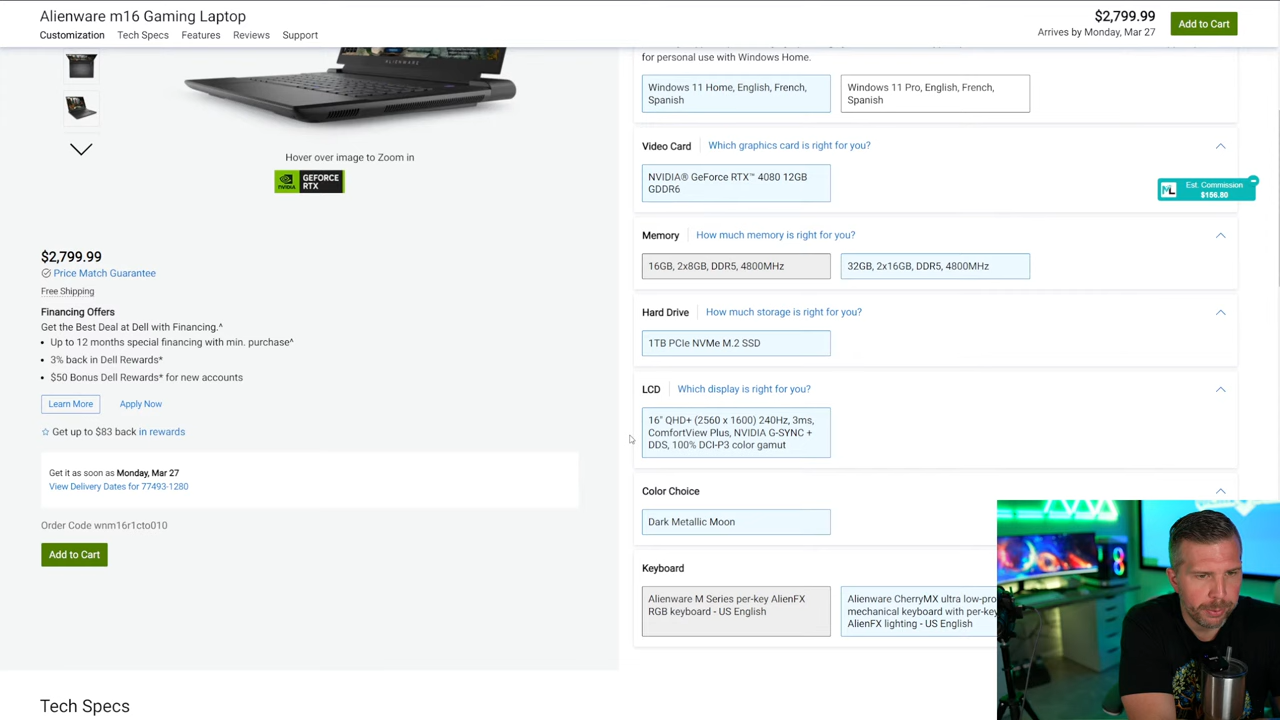 Alienware m16 Gaming Laptop
$2,799.99
Add to Cart
Customization Tech Specs Features Reviews Support
Arrives by Monday, Mar 27
for personal use with Windows Home.
Windows 11 Home, English, French,
Spanish
Windows 11 Pro, English, French,
Spanish
ALIENWARE
Hover over image to Zoom in
NVIDIA
GEFORCE
RTX
Video Card Which graphics card is right for you?
NVIDIA® GeForce RTX™ 4080 12GB
GDDR6
ML
Est. Commission
$156.80
Memory How much memory is right for you?
16GB, 2x8GB, DDR5, 4800MHz
32GB, 2x16GB, DDR5, 4800MHz
Hard Drive How much storage is right for you?
1TB PCIe NVMe M.2 SSD
LCD Which display is right for you?
16" QHD+ (2560 x 1600) 240Hz, 3ms,
ComfortView Plus, NVIDIA G-SYNC +
DDS, 100% DCI-P3 color gamut
Color Choice
Dark Metallic Moon
Keyboard
Alienware M Series per-key AlienFX
RGB keyboard - US English
Alienware CherryMX ultra low-pro
mechanical keyboard with per-key
AlienFX lighting - US English
$2,799.99
Price Match Guarantee
Free Shipping
Financing Offers
Get the Best Deal at Dell with Financing.^
• Up to 12 months special financing with min. purchase^
• 3% back in Dell Rewards*
• $50 Bonus Dell Rewards* for new accounts
Learn More Apply Now
Get up to $83 back in rewards
Get it as soon as Monday, Mar 27
View Delivery Dates for 77493-1280
Order Code wnm16r1cto010
Add to Cart
Tech Specs